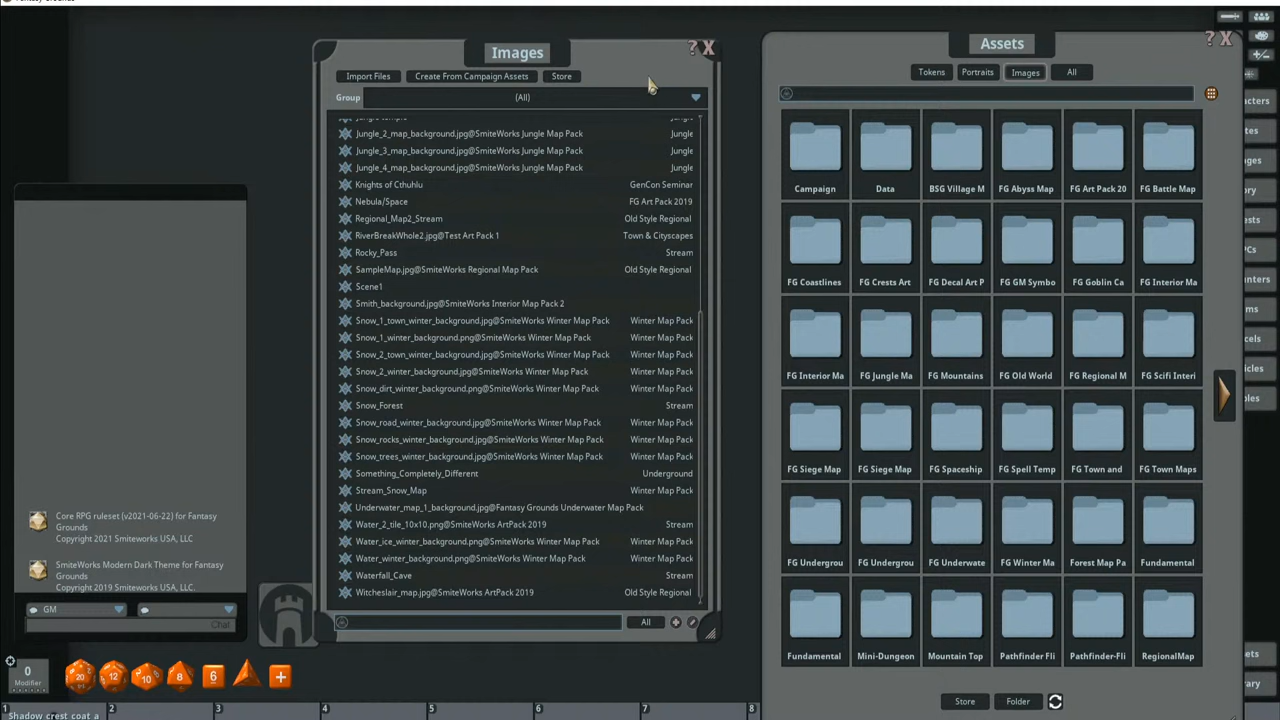 Images
Import Files
Create From Campaign Assets
Store
Group
(All)
Jungle_2_map_background.jpg@SmiteWorks Jungle Map Pack Jungle
Jungle_3_map_background.jpg@SmiteWorks Jungle Map Pack Jungle
Jungle_4_map_background.jpg@SmiteWorks Jungle Map Pack Jungle
Knights of Cthuhlu GenCon Seminar
Nebula/Space FG Art Pack 2019
Regional_Map2_Stream Old Style Regional
RiverBreakWhole2.jpg@Test Art Pack 1 Town & Cityscapes
Rocky_Pass Stream
SampleMap.jpg@SmiteWorks Regional Map Pack Old Style Regional
Scene1
Smith_background.jpg@SmiteWorks Interior Map Pack 2
Snow_1_town_winter_background.jpg@SmiteWorks Winter Map Pack Winter Map Pack
Snow_1_winter_background.png@SmiteWorks Winter Map Pack Winter Map Pack
Snow_2_town_winter_background.jpg@SmiteWorks Winter Map Pack Winter Map Pack
Snow_2_winter_background.jpg@SmiteWorks Winter Map Pack Winter Map Pack
Snow_dirt_winter_background.png@SmiteWorks Winter Map Pack Winter Map Pack
Snow_Forest Stream
Snow_road_winter_background.jpg@SmiteWorks Winter Map Pack Winter Map Pack
Snow_rocks_winter_background.jpg@SmiteWorks Winter Map Pack Winter Map Pack
Snow_trees_winter_background.jpg@SmiteWorks Winter Map Pack Winter Map Pack
Something_Completely_Different Underground
Stream_Snow_Map Winter Map Pack
Underwater_map_1_background.jpg@Fantasy Grounds Underwater Map Pack
Water_2_tile_10x10.png@SmiteWorks ArtPack 2019 Stream
Water_ice_winter_background.png@SmiteWorks Winter Map Pack Winter Map Pack
Water_winter_background.png@SmiteWorks Winter Map Pack Winter Map Pack
Waterfall_Cave Stream
Witcheslair_map.jpg@SmiteWorks ArtPack 2019 Old Style Regional
All
Assets
Tokens
Portraits
Images
All
Campaign Data BSG Village M FG Abyss Map FG Art Pack 20 FG Battle Map
FG Coastlines FG Crests Art FG Decal Art P FG GM Symbo FG Goblin Ca FG Interior Ma
FG Interior Ma FG Jungle Ma FG Mountains FG Old World FG Regional M FG Scifi Interi
FG Siege Map FG Siege Map FG Spaceship FG Spell Temp FG Town and FG Town Maps
FG Undergrou FG Undergrou FG Underwate FG Winter Ma Forest Map Pa Fundamental
Fundamental Mini-Dungeon Mountain Top Pathfinder Fli Pathfinder-Fli RegionalMap
Store
Folder
Core RPG ruleset (v2021-06-22) for Fantasy
Grounds
Copyright 2021 Smiteworks USA, LLC
SmiteWorks Modern Dark Theme for Fantasy
Grounds
Copyright 2019 Smiteworks USA, LLC.
GM
Chat
0
Modifier
20
12
10
8
6
1 2 3 4 5 6 7 8
Shadow crest coat a